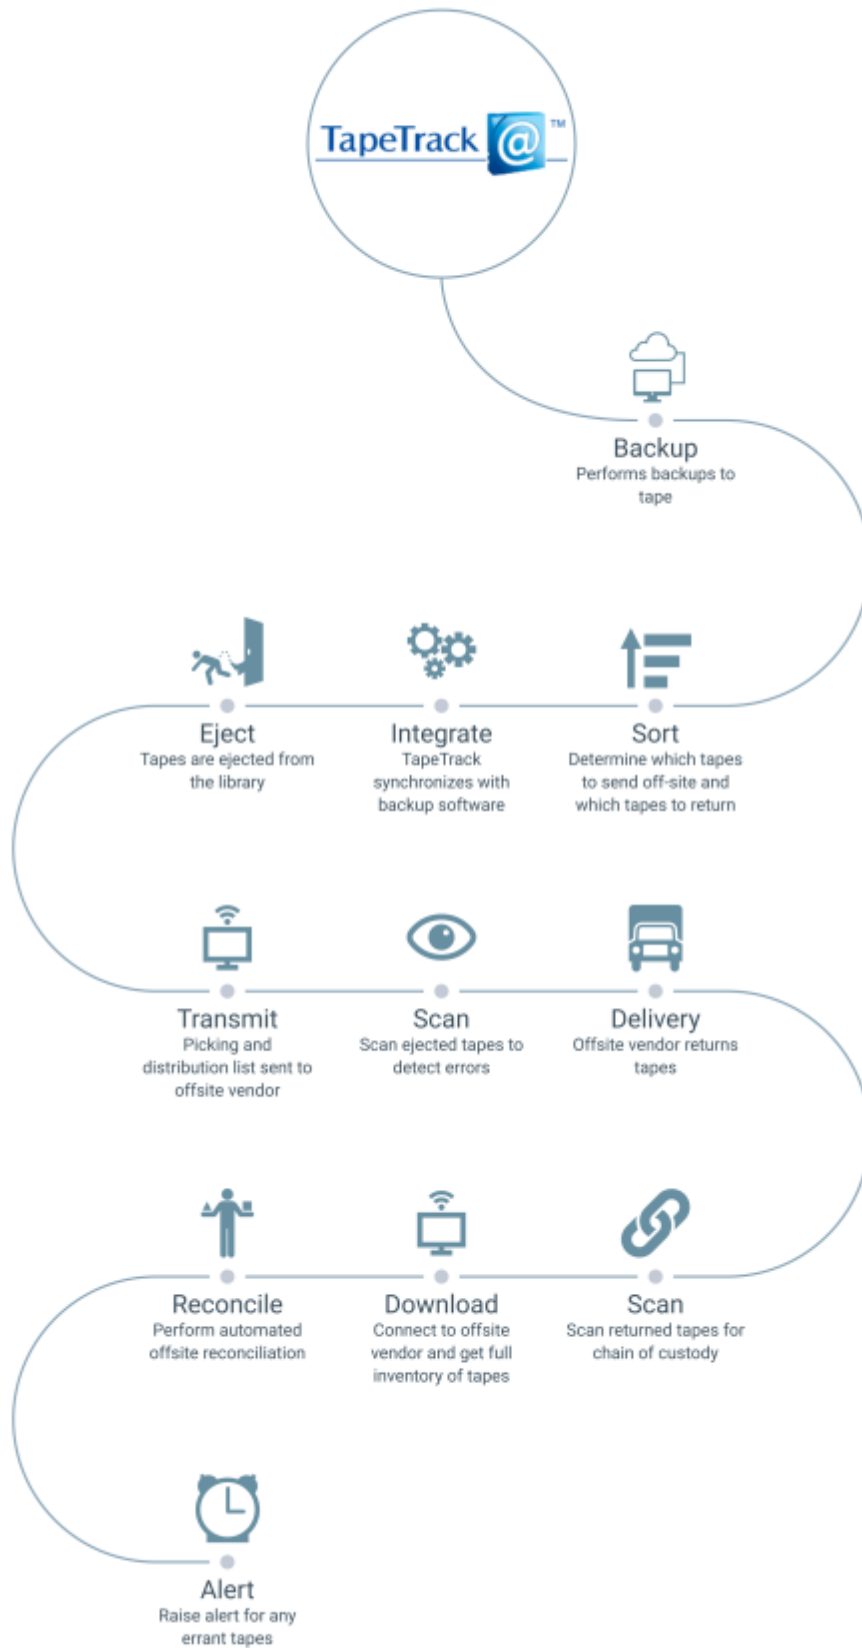 TapeTrack @ ™
Backup
Performs backups to
tape
Eject
Tapes are ejected from
the library
Integrate
TapeTrack
synchronizes with
backup software
Sort
Determine which tapes
to send off-site and
which tapes to return
Transmit
Picking and
distribution list sent to
offsite vendor
Scan
Scan ejected tapes to
detect errors
Delivery
Offsite vendor returns
tapes
Reconcile
Perform automated
offsite reconciliation
Download
Connect to offsite
vendor and get full
inventory of tapes
Scan
Scan returned tapes for
chain of custody
Alert
Raise alert for any
errant tapes